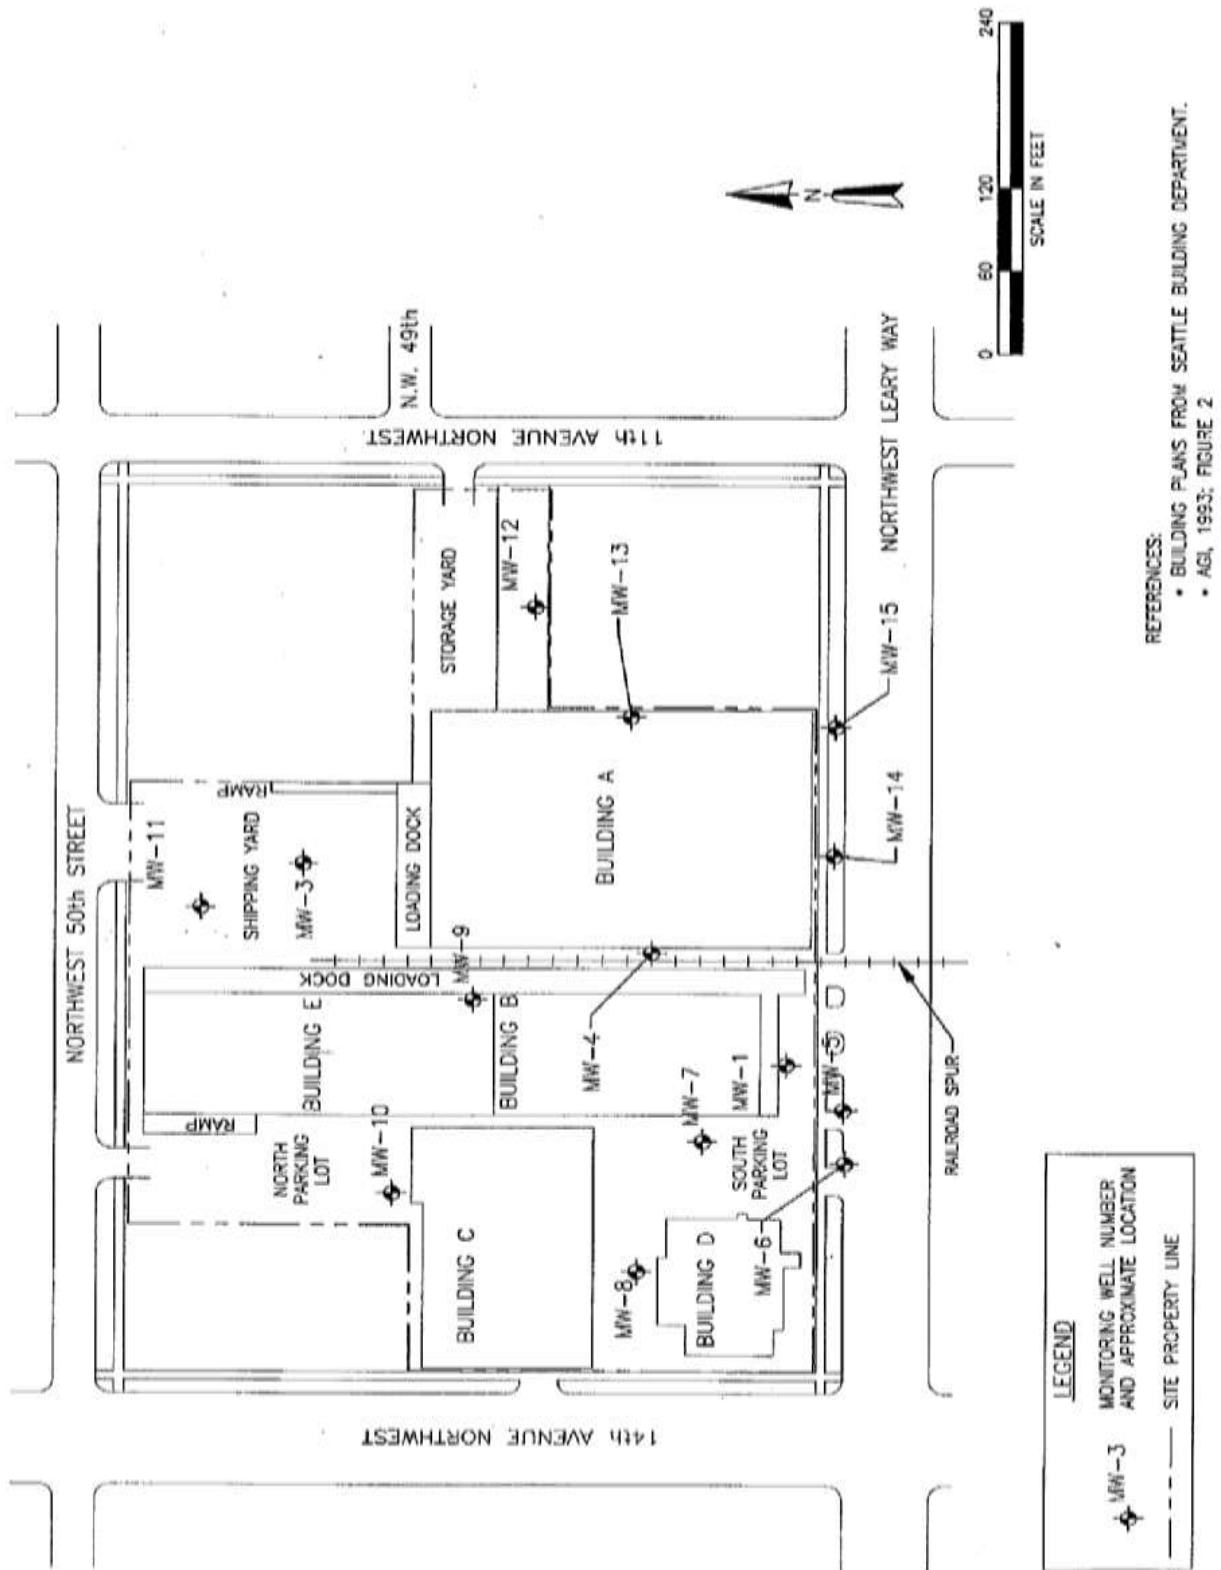 NORTHWEST 50th STREET
MW-11
RAMP
SHIPPING YARD
MW-3
LOADING DOCK
MW-9
LOADING DOCK
BUILDING E
BUILDING B
RAMP
NORTH
PARKING
LOT
MW-10
BUILDING C
N.W. 49th
11th AVENUE NORTHWEST
STORAGE YARD
MW-12
MW-13
BUILDING A
MW-4
MW-7
MW-1
SOUTH
PARKING
LOT
MW-8
BUILDING D
MW-6
MW-5
MW-14
MW-15
NORTHWEST LEARY WAY
RAILROAD SPUR
14th AVENUE NORTHWEST
N
0 60 120 240
SCALE IN FEET
LEGEND
MW-3 MONITORING WELL NUMBER
AND APPROXIMATE LOCATION
SITE PROPERTY LINE
REFERENCES:
• BUILDING PLANS FROM SEATTLE BUILDING DEPARTMENT.
• AGI, 1993; FIGURE 2